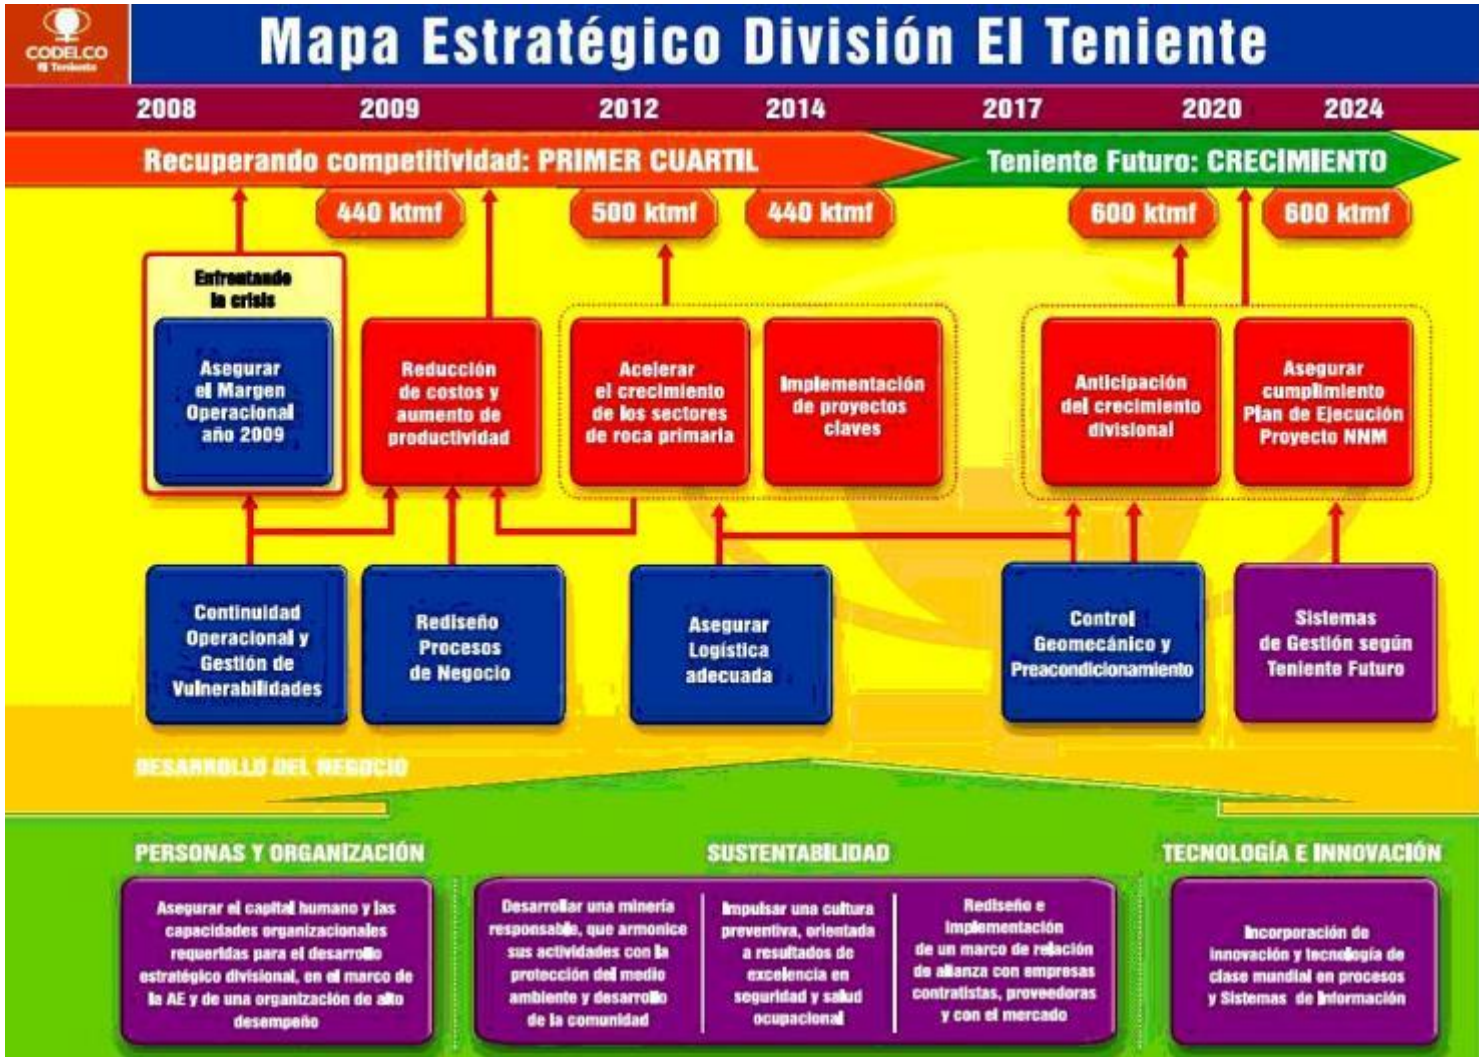 CODELCO
El Teniente
Mapa Estratégico División El Teniente
2008 2009 2012 2014 2017 2020 2024
Recuperando competitividad: PRIMER CUARTIL
Teniente Futuro: CRECIMIENTO
440 ktmf
500 ktmf
440 ktmf
600 ktmf
600 ktmf
Enfrentando
la crisis
Asegurar
el Margen
Operacional
año 2009
Reducción
de costos y
aumento de
productividad
Acelerar
el crecimiento
de los sectores
de roca primaria
Implementación
de proyectos
claves
Anticipación
del crecimiento
divisional
Asegurar
cumplimiento
Plan de Ejecución
Proyecto NNM
Continuidad
Operacional y
Gestión de
Vulnerabilidades
Rediseño
Procesos
de Negocio
Asegurar
Logística
adecuada
Control
Geomecánico y
Preacondicionamiento
Sistemas
de Gestión según
Teniente Futuro
DESARROLLO DEL NEGOCIO
PERSONAS Y ORGANIZACIÓN
Asegurar el capital humano y las
capacidades organizacionales
requeridas para el desarrollo
estratégico divisional, en el marco de
la AE y de una organización de alto
desempeño
SUSTENTABILIDAD
Desarrollar una minería
responsable, que armonice
sus actividades con la
protección del medio
ambiente y desarrollo
de la comunidad
Impulsar una cultura
preventiva, orientada
a resultados de
excelencia en
seguridad y salud
ocupacional
Rediseño e
Implementación
de un marco de relación
de alianza con empresas
contratistas, proveedoras
y con el mercado
TECNOLOGÍA E INNOVACIÓN
Incorporación de
innovación y tecnología de
clase mundial en procesos
y Sistemas de Información